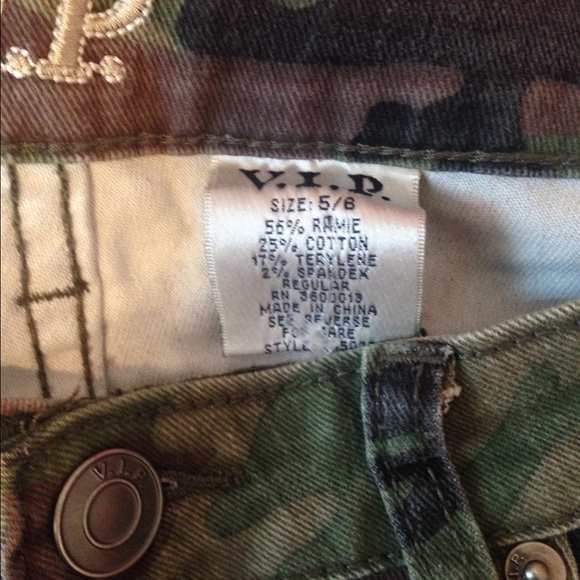 P
V.I.P.
SIZE: 5/6
56% RAMIE
25% COTTON
17% TERYLENE
2% SPANDEX
REGULAR
RN 3600013
MADE IN CHINA
SEE REVERSE
FOR CARE
STYLE
V.I.P